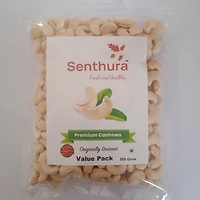 Senthura
Fresh and healthy
Premium Cashews
Originally Sourced
Value Pack